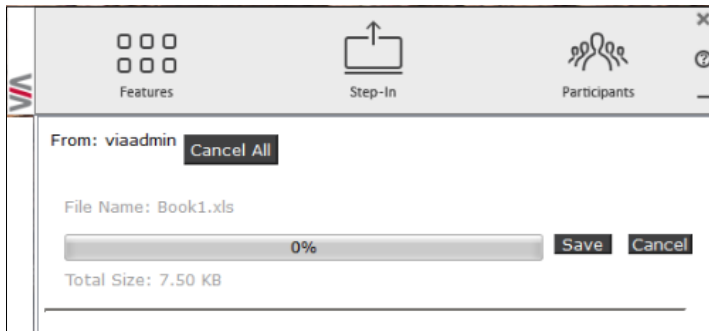 Features Step-In Participants
VIA
From: viaadmin Cancel All
File Name: Book1.xls
0% Save Cancel
Total Size: 7.50 KB